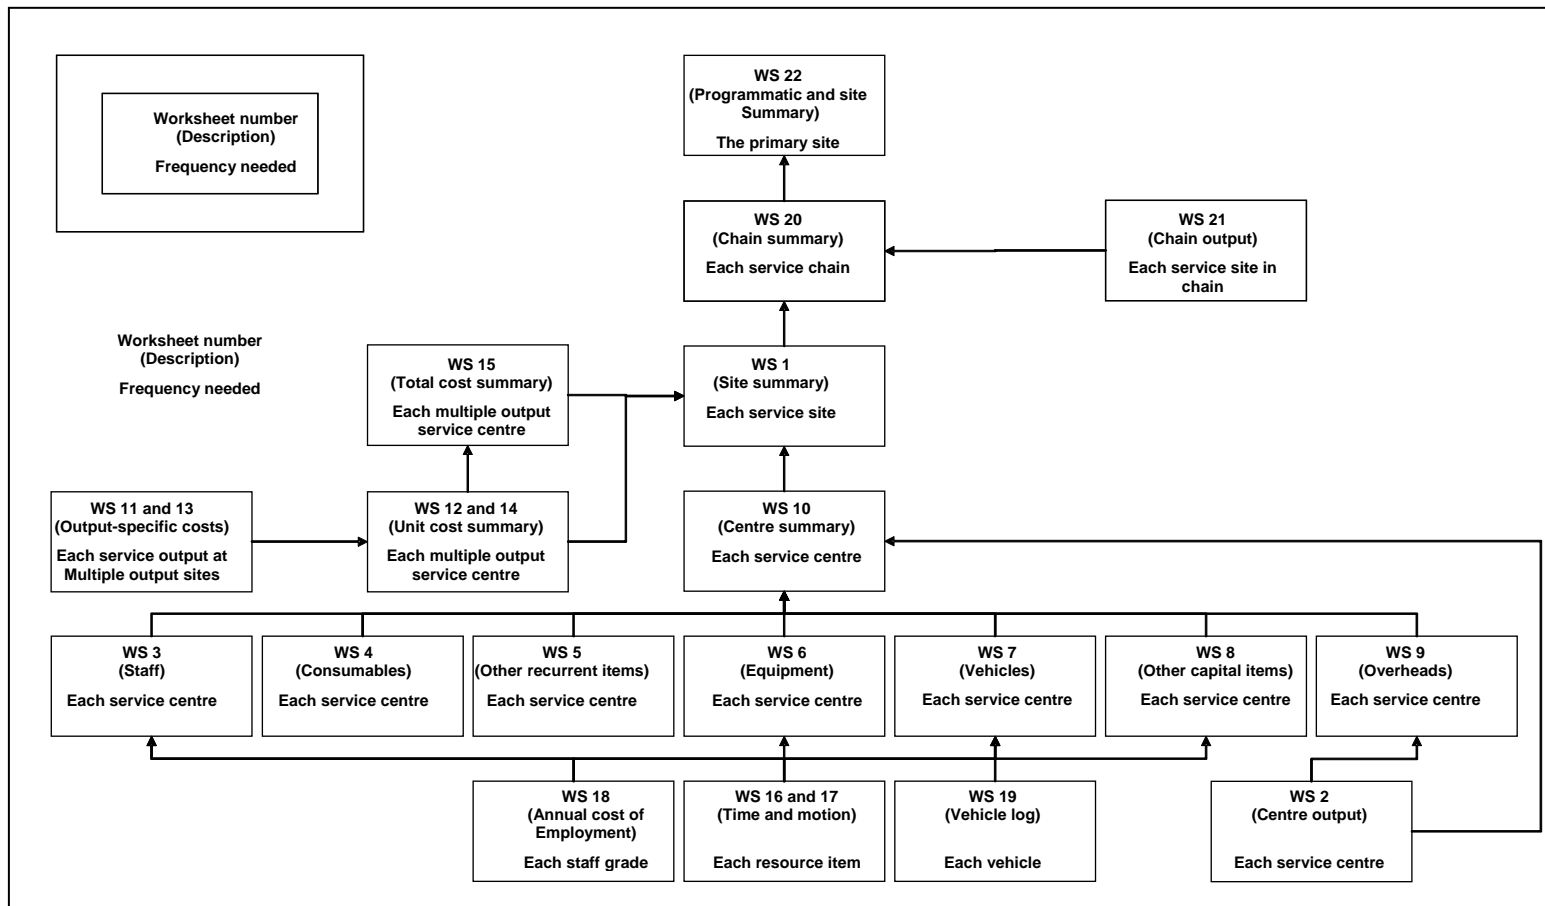 Worksheet number
(Description)
Frequency needed
WS 22
(Programmatic and site
Summary)
The primary site
WS 20
(Chain summary)
Each service chain
WS 21
(Chain output)
Each service site in
chain
Worksheet number
(Description)
Frequency needed
WS 15
(Total cost summary)
Each multiple output
service centre
WS 1
(Site summary)
Each service site
WS 11 and 13
(Output-specific costs)
Each service output at
Multiple output sites
WS 12 and 14
(Unit cost summary)
Each multiple output
service centre
WS 10
(Centre summary)
Each service centre
WS 3
(Staff)
Each service centre
WS 4
(Consumables)
Each service centre
WS 5
(Other recurrent items)
Each service centre
WS 6
(Equipment)
Each service centre
WS 7
(Vehicles)
Each service centre
WS 8
(Other capital items)
Each service centre
WS 9
(Overheads)
Each service centre
WS 18
(Annual cost of
Employment)
Each staff grade
WS 16 and 17
(Time and motion)
Each resource item
WS 19
(Vehicle log)
Each vehicle
WS 2
(Centre output)
Each service centre